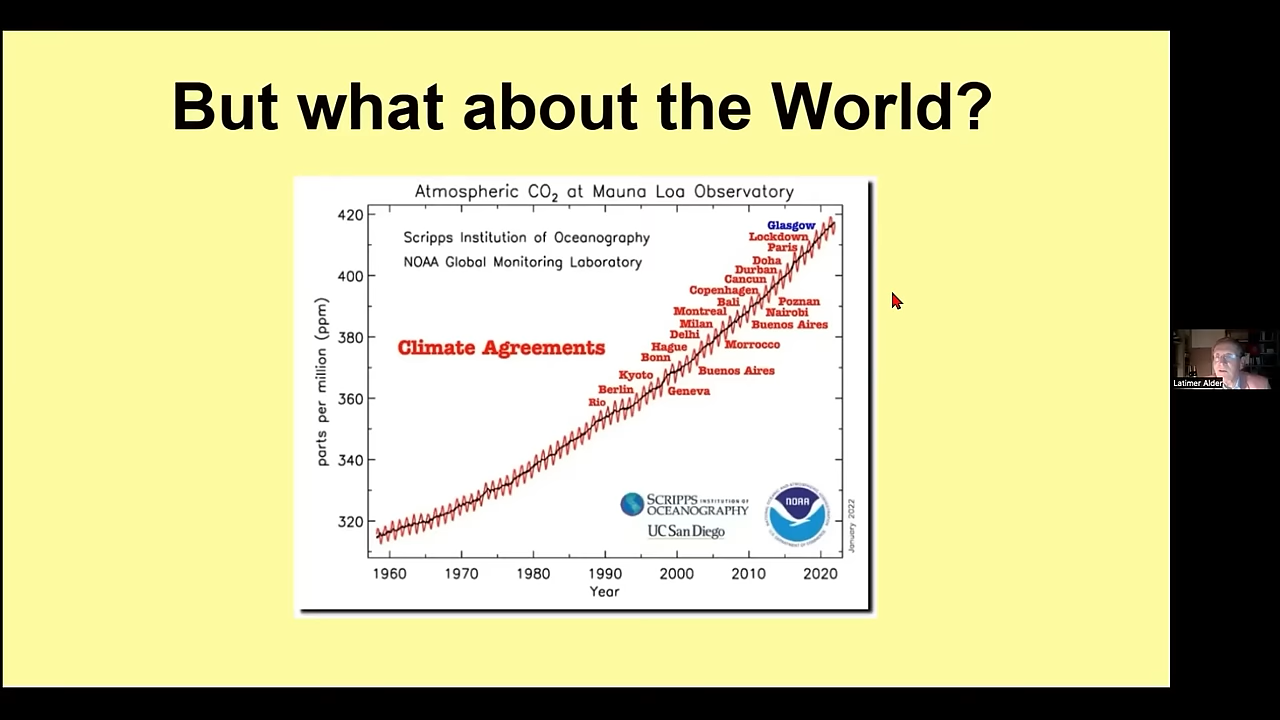 But what about the World?
Atmospheric CO2 at Mauna Loa Observatory
Scripps Institution of Oceanography
NOAA Global Monitoring Laboratory
parts per million (ppm)
420
400
380
360
340
320
Climate Agreements
Glasgow
Lockdown
Paris
Doha
Durban
Cancun
Copenhagen
Bali
Poznan
Montreal
Nairobi
Milan
Buenos Aires
Delhi
Hague
Morrocco
Bonn
Kyoto
Buenos Aires
Berlin
Geneva
Rio
SCRIPPS INSTITUTION OF
OCEANOGRAPHY
UC San Diego
NOAA
January 2022
1960 1970 1980 1990 2000 2010 2020
Year
Latimer Alder